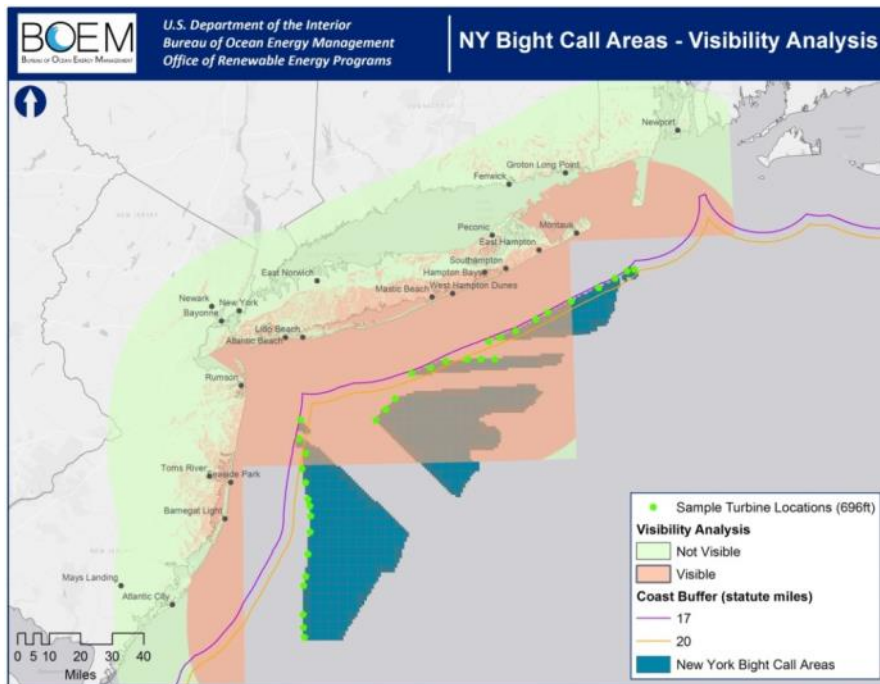 BOEM
BUREAU OF OCEAN ENERGY MANAGEMENT
U.S. Department of the Interior
Bureau of Ocean Energy Management
Office of Renewable Energy Programs
NY Bight Call Areas - Visibility Analysis
Newport
Groton Long Point
Fenwick
Montauk
Peconic
East Hampton
Southampton
Hampton Bays
West Hampton Dunes
Mastic Beach
East Norwich
Newark
New York
Bayonne
Lido Beach
Atlantic Beach
Rumson
Toms River
Seaside Park
Barnegat Light
NEW JERSEY
Mays Landing
Atlantic City
0 5 10 20 30 40
Miles
Sample Turbine Locations (696ft)
Visibility Analysis
Not Visible
Visible
Coast Buffer (statute miles)
17
20
New York Bight Call Areas